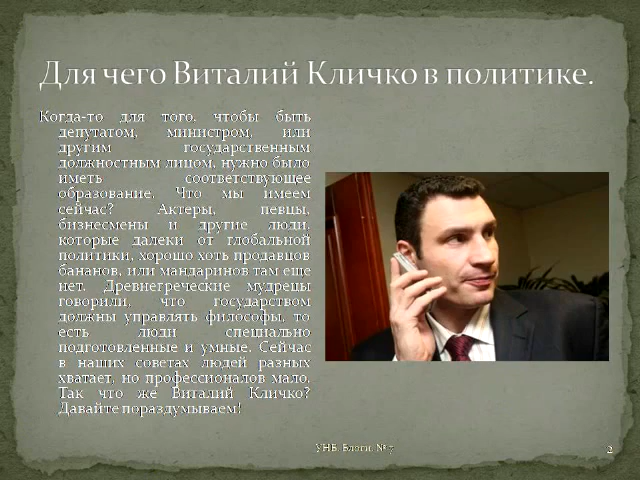 Для чего Виталий Кличко в политике.
Когда-то для того, чтобы быть
депутатом, министром, или
другим государственным
должностным лицом, нужно было
иметь соответствующее
образование. Что мы имеем
сейчас? Актеры, певцы,
бизнесмены и другие люди,
которые далеки от глобальной
политики, хорошо хоть продавцов
бананов, или мандаринов там еще
нет. Древнегреческие мудрецы
говорили, что государством
должны управлять философы, то
есть люди специально
подготовленные и умные. Сейчас
в наших советах людей разных
хватает, но профессионалов мало.
Так что же Виталий Кличко?
Давайте пораздумываем!
УНБ. Блоги. № 7
2